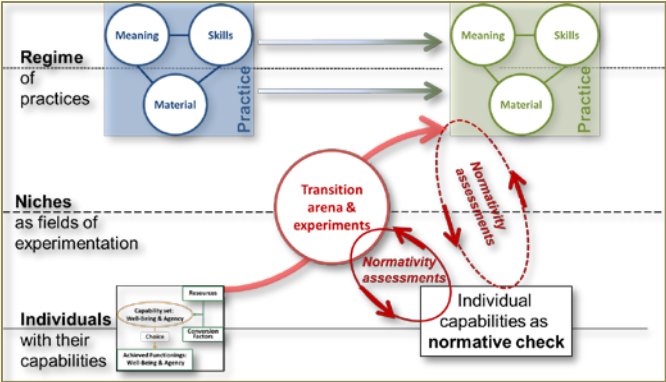 Regime
of
practices
Meaning
Skills
Material
Practice
Meaning
Skills
Material
Practice
Niches
as fields of
experimentation
Transition
arena &
experiments
Normativity
assessments
Normativity
assessments
Individuals
with their
capabilities
Resources
Capability set:
Well-Being & Agency
Choice
Conversion
Factors
Achieved Functionings:
Well-Being & Agency
Individual
capabilities as
normative check